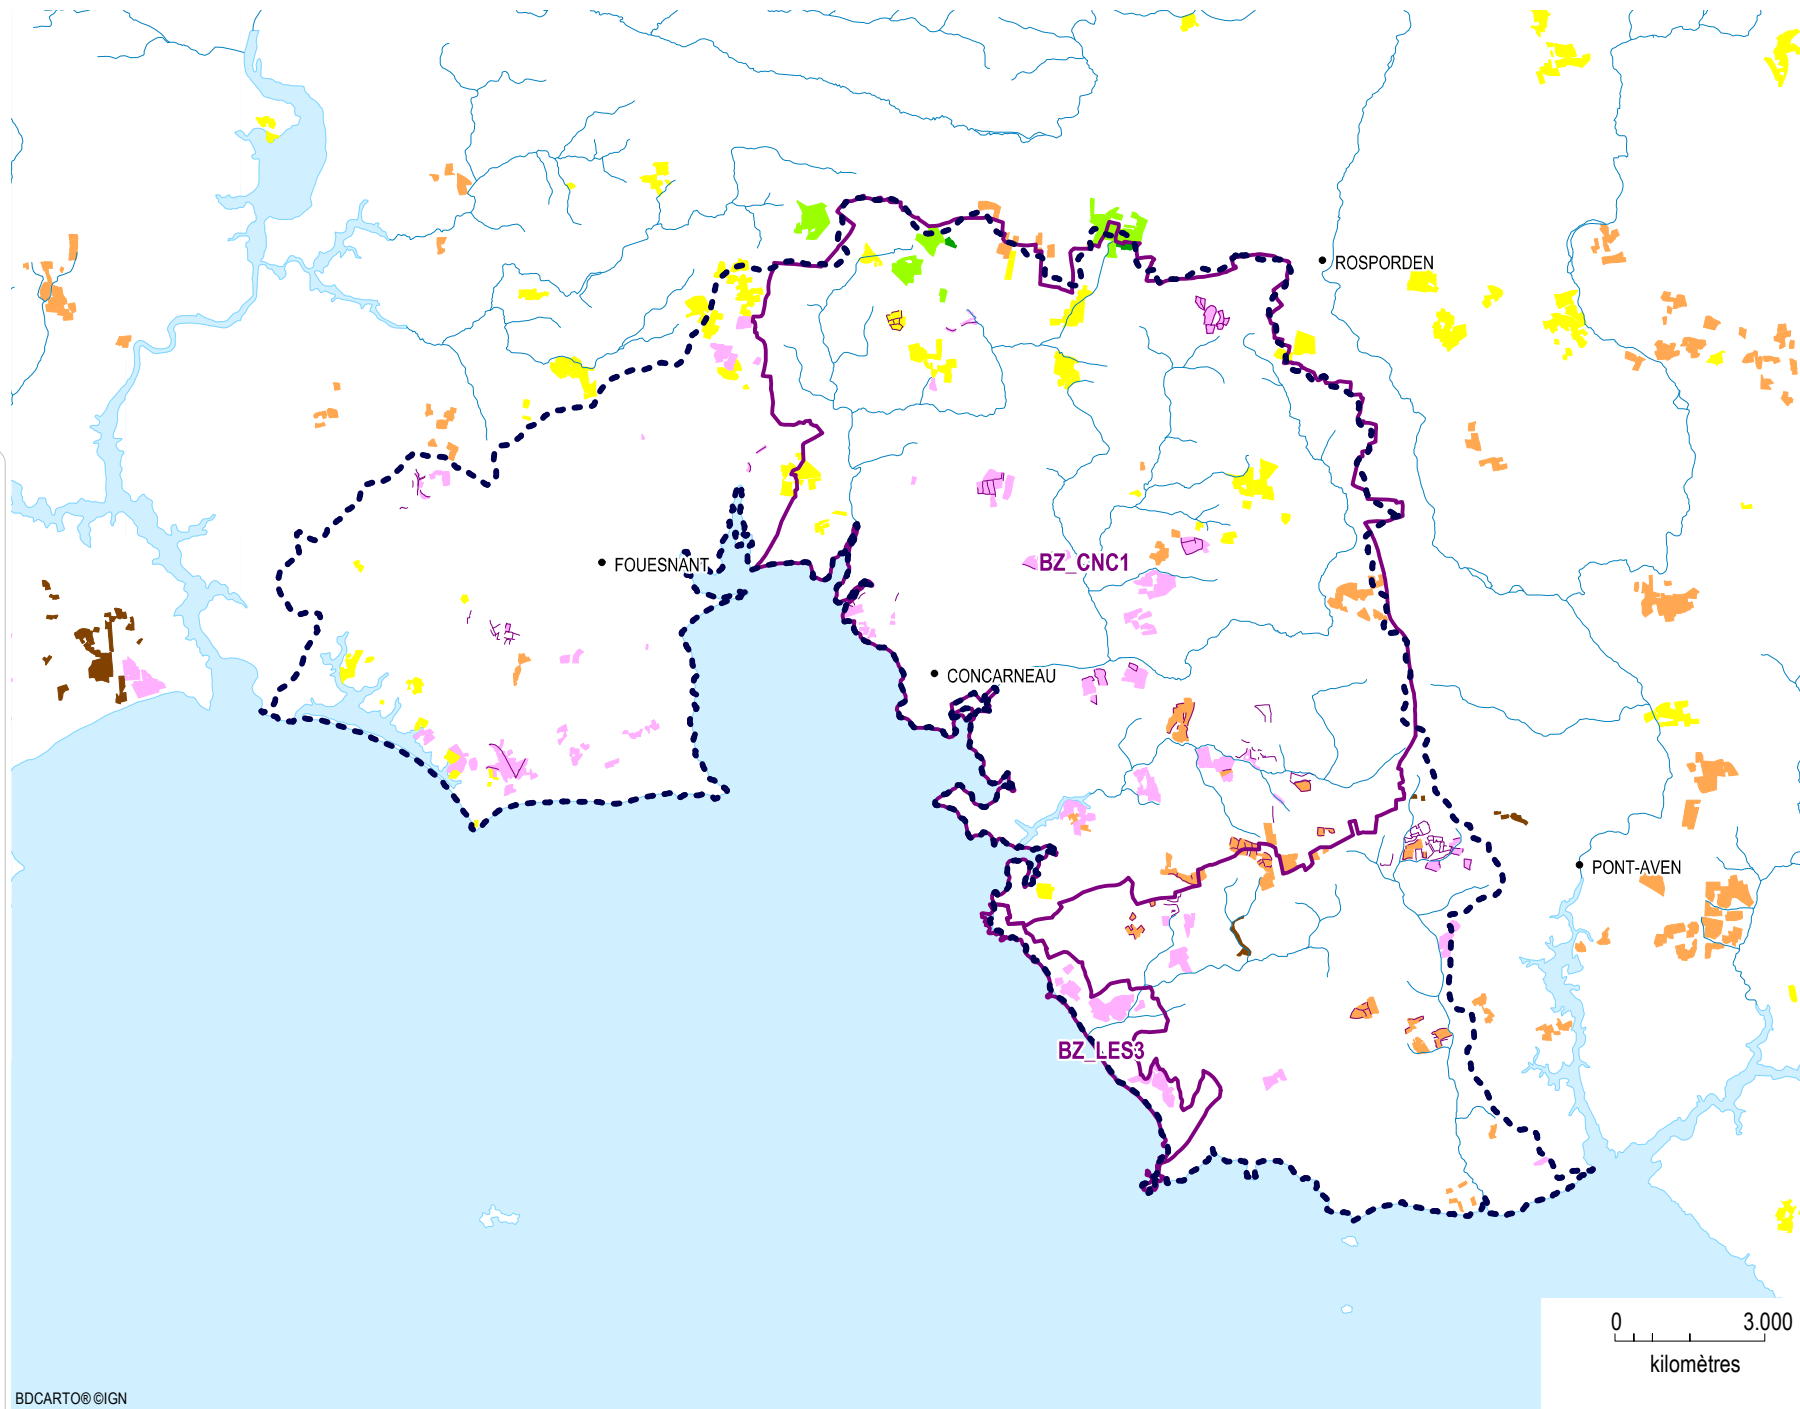 ROSPORDEN
FOUESNANT
BZ_CNC1
CONCARNEAU
PONT-AVEN
BZ_LES3
0 3.000
kilomètres
BDCARTO® ©IGN